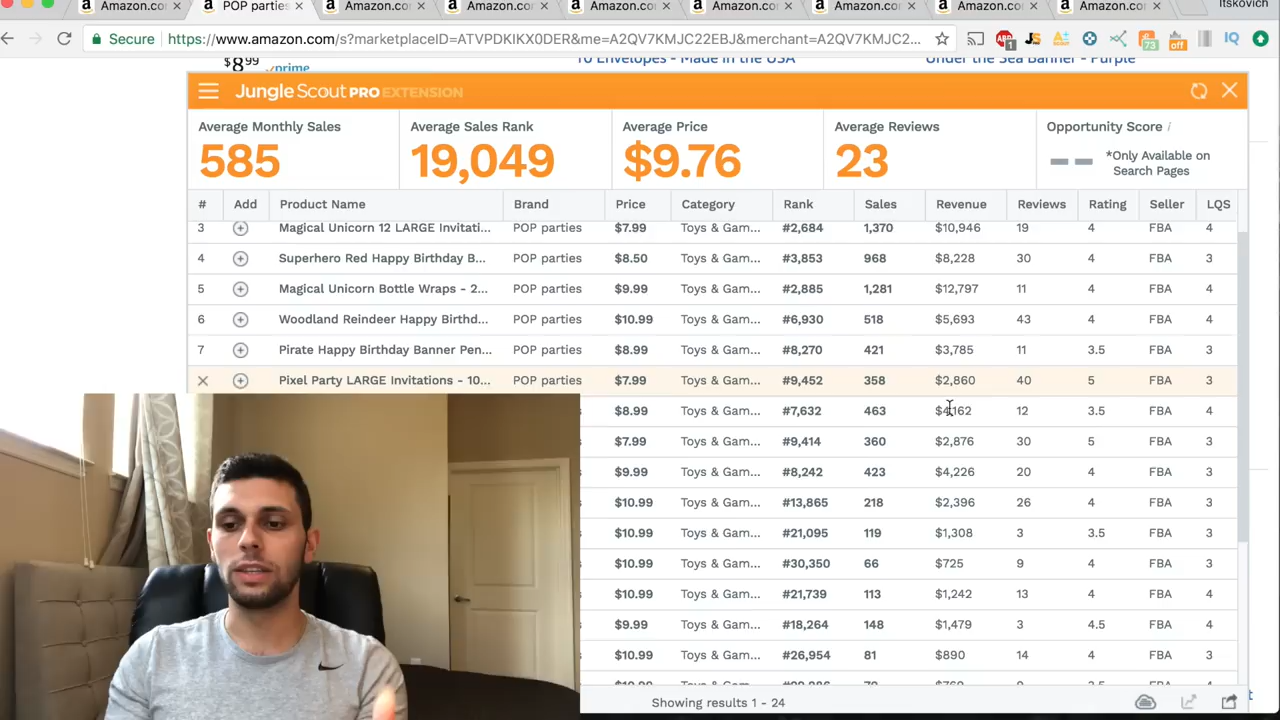 Amazon.co: × POP parties × Amazon.co: × Amazon.co: × Amazon.co: × Amazon.co: × Amazon.co: × Amazon.co: × Amazon.co: × Itskovich
Secure https://www.amazon.com/s?marketplaceID=ATVPDKIKX0DER&me=A2QV7KMJC22EBJ&merchant=A2QV7KMJC2...
$8 99 prime 10 Envelopes - Made in the USA Under the Sea Banner - Purple
Jungle Scout PRO EXTENSION
Average Monthly Sales Average Sales Rank Average Price Average Reviews Opportunity Score i
585 19,049 $9.76 23 -- *Only Available on
Search Pages
# Add Product Name Brand Price Category Rank Sales Revenue Reviews Rating Seller LQS
3 Magical Unicorn 12 LARGE Invitati... POP parties $7.99 Toys & Gam... #2,684 1,370 $10,946 19 4 FBA 4
4 Superhero Red Happy Birthday B... POP parties $8.50 Toys & Gam... #3,853 968 $8,228 30 4 FBA 3
5 Magical Unicorn Bottle Wraps - 2... POP parties $9.99 Toys & Gam... #2,885 1,281 $12,797 11 4 FBA 4
6 Woodland Reindeer Happy Birthd... POP parties $10.99 Toys & Gam... #6,930 518 $5,693 43 4 FBA 4
7 Pirate Happy Birthday Banner Pen... POP parties $8.99 Toys & Gam... #8,270 421 $3,785 11 3.5 FBA 3
Pixel Party LARGE Invitations - 10... POP parties $7.99 Toys & Gam... #9,452 358 $2,860 40 5 FBA 3
$8.99 Toys & Gam... #7,632 463 $4,162 12 3.5 FBA 4
$7.99 Toys & Gam... #9,414 360 $2,876 30 5 FBA 3
$9.99 Toys & Gam... #8,242 423 $4,226 20 4 FBA 3
$10.99 Toys & Gam... #13,865 218 $2,396 26 4 FBA 3
$10.99 Toys & Gam... #21,095 119 $1,308 3 3.5 FBA 3
$10.99 Toys & Gam... #30,350 66 $725 9 4 FBA 3
$10.99 Toys & Gam... #21,739 113 $1,242 13 4 FBA 3
$9.99 Toys & Gam... #18,264 148 $1,479 3 4.5 FBA 3
$10.99 Toys & Gam... #26,954 81 $890 14 4 FBA 3
Showing results 1 - 24